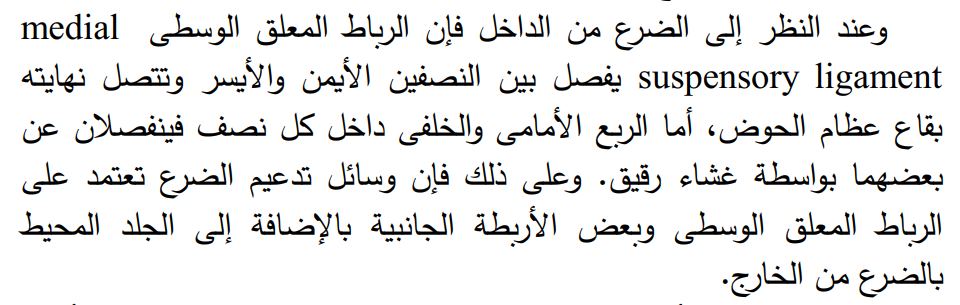 وعند النظر إلى الضرع من الداخل فإن الرباط المعلق الوسطى medial
suspensory ligament يفصل بين النصفين الأيمن والأيسر وتتصل نهايته
بقاع عظام الحوض، أما الربع الأمامى والخلفى داخل كل نصف فينفصلان عن
بعضهما بواسطة غشاء رقيق. وعلى ذلك فإن وسائل تدعيم الضرع تعتمد على
الرباط المعلق الوسطى وبعض الأربطة الجانبية بالإضافة إلى الجلد المحيط
بالضرع من الخارج.